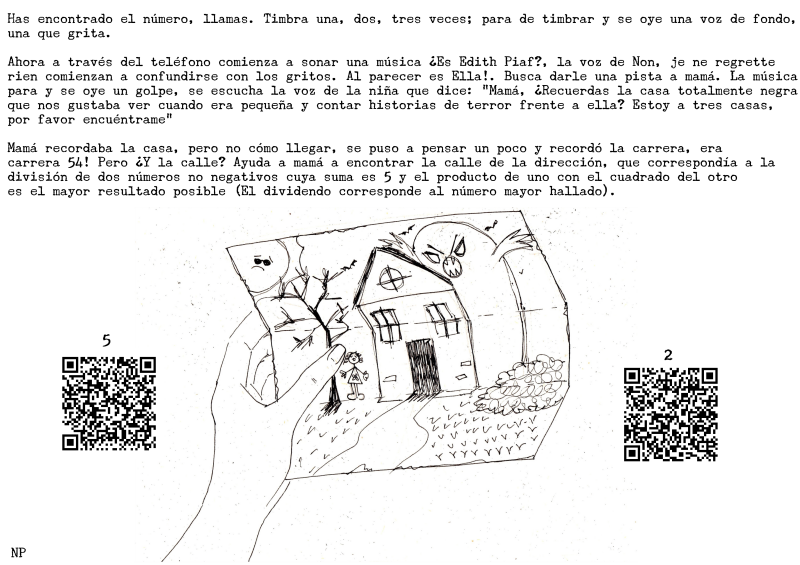 Has encontrado el número, llamas. Timbra una, dos, tres veces; para de timbrar y se oye una voz de fondo,
una que grita.
Ahora a través del teléfono comienza a sonar una música ¿Es Edith Piaf?, la voz de Non, je ne regrette
rien comienzan a confundirse con los gritos. Al parecer es Ella!. Busca darle una pista a mamá. La música
para y se oye un golpe, se escucha la voz de la niña que dice: "Mamá, ¿Recuerdas la casa totalmente negra
que nos gustaba ver cuando era pequeña y contar historias de terror frente a ella? Estoy a tres casas,
por favor encuéntrame"
Mamá recordaba la casa, pero no cómo llegar, se puso a pensar un poco y recordó la carrera, era
carrera 54! Pero ¿Y la calle? Ayuda a mamá a encontrar la calle de la dirección, que correspondía a la
división de dos números no negativos cuya suma es 5 y el producto de uno con el cuadrado del otro
es el mayor resultado posible (El dividendo corresponde al número mayor hallado).
5
2
NP